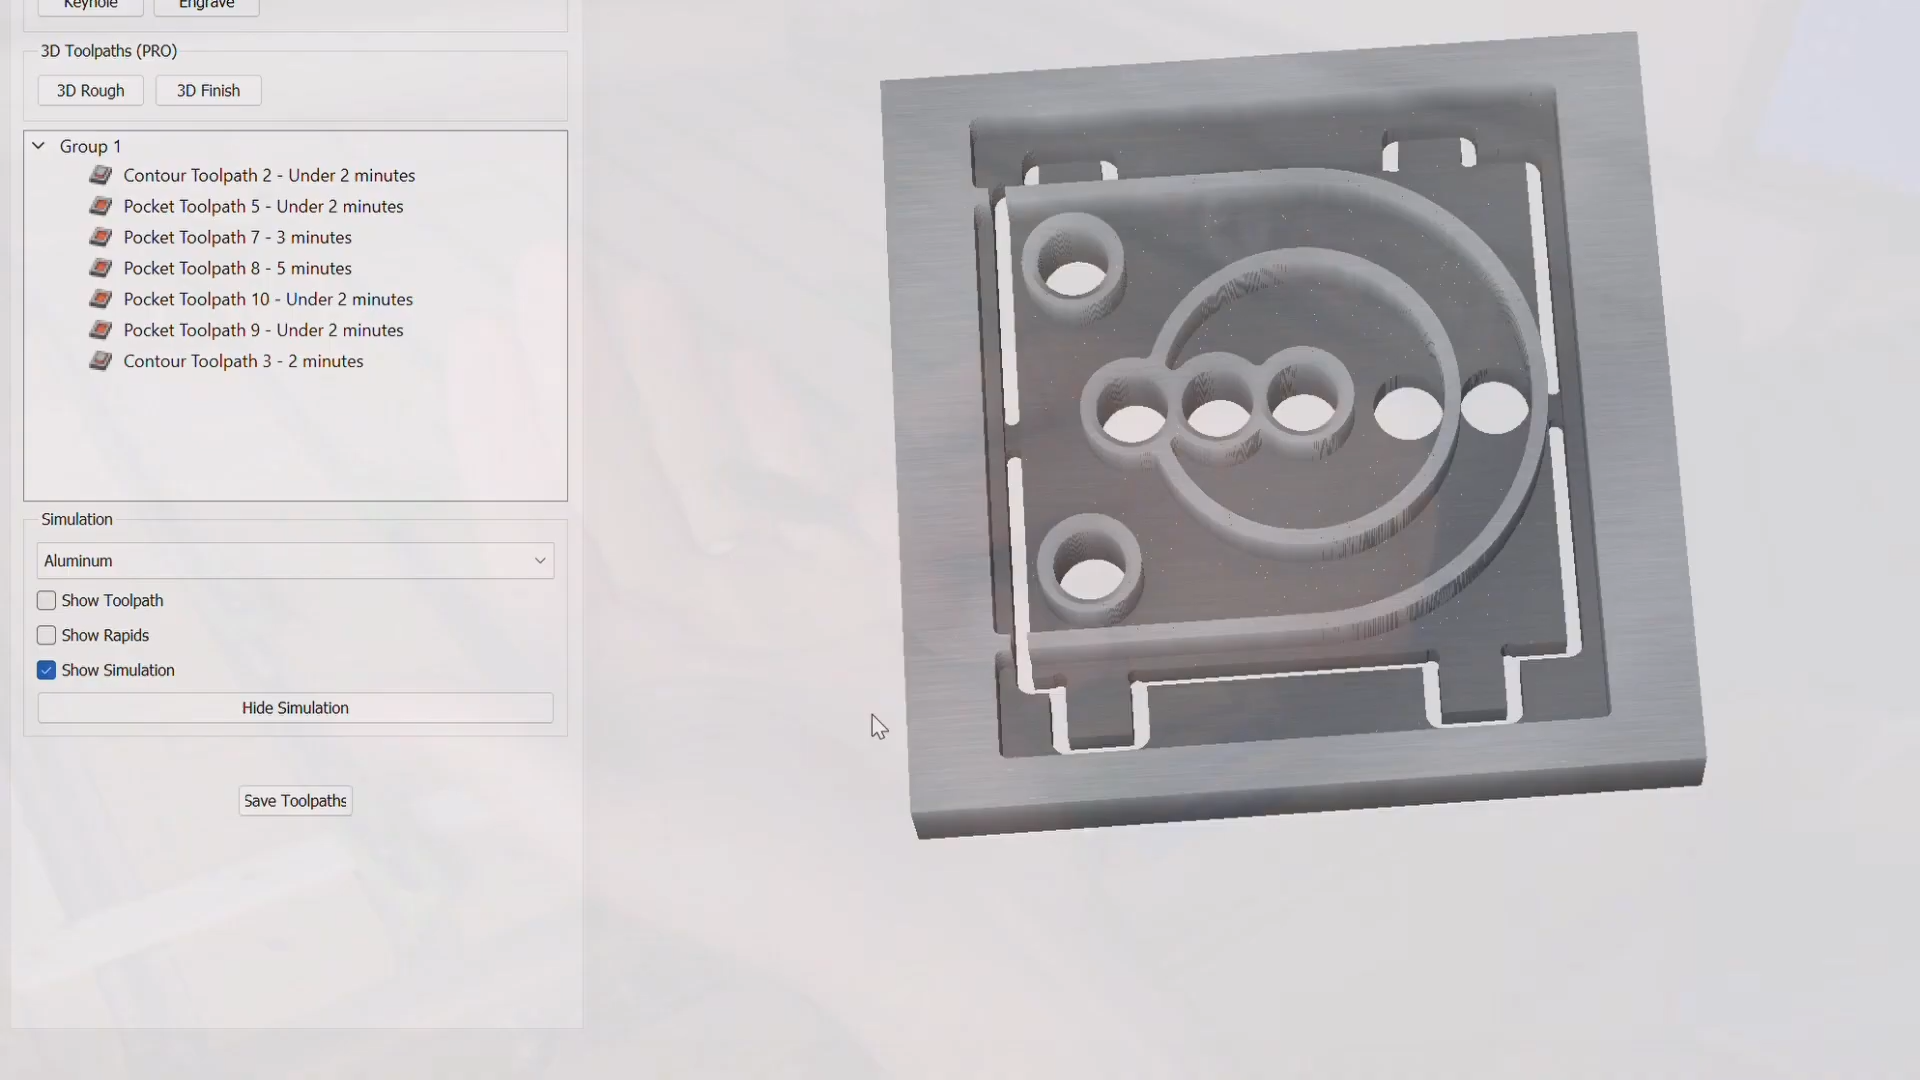 Keyhole
Engrave
3D Toolpaths (PRO)
3D Rough
3D Finish
Group 1
Contour Toolpath 2 - Under 2 minutes
Pocket Toolpath 5 - Under 2 minutes
Pocket Toolpath 7 - 3 minutes
Pocket Toolpath 8 - 5 minutes
Pocket Toolpath 10 - Under 2 minutes
Pocket Toolpath 9 - Under 2 minutes
Contour Toolpath 3 - 2 minutes
Simulation
Aluminum
Show Toolpath
Show Rapids
Show Simulation
Hide Simulation
Save Toolpaths